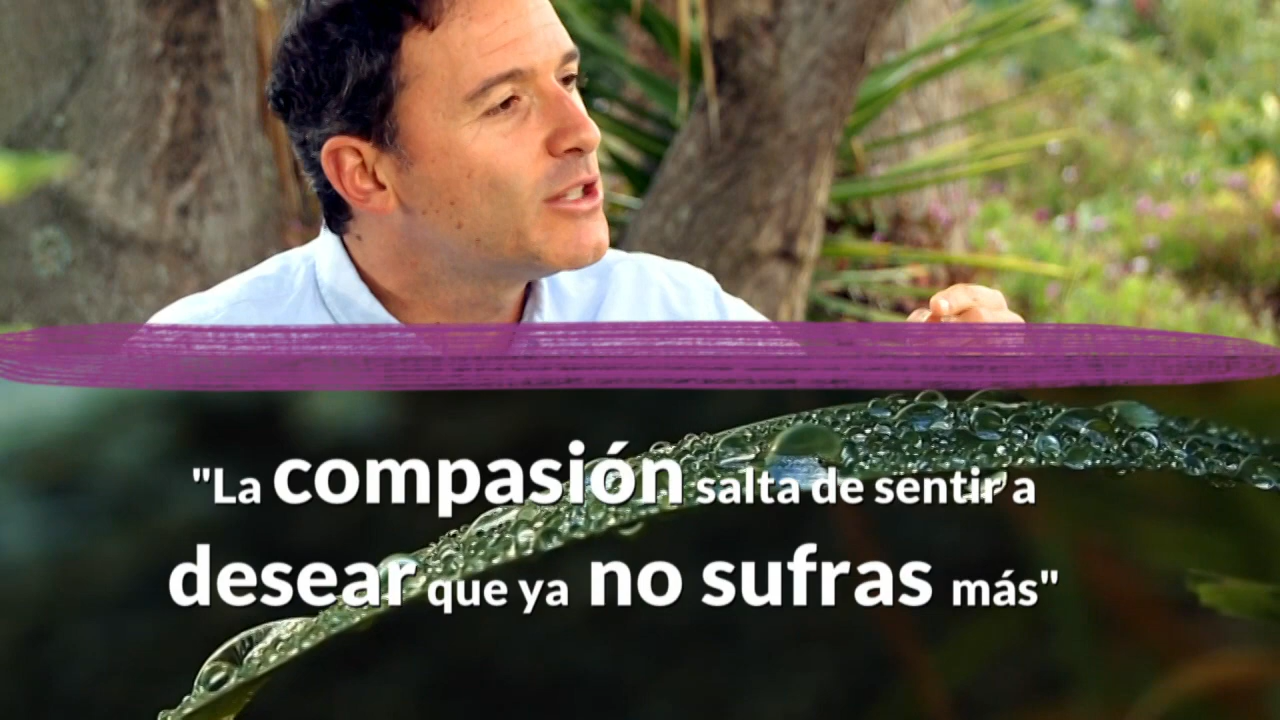 "La compasión salta de sentir a
desear que ya no sufras más"